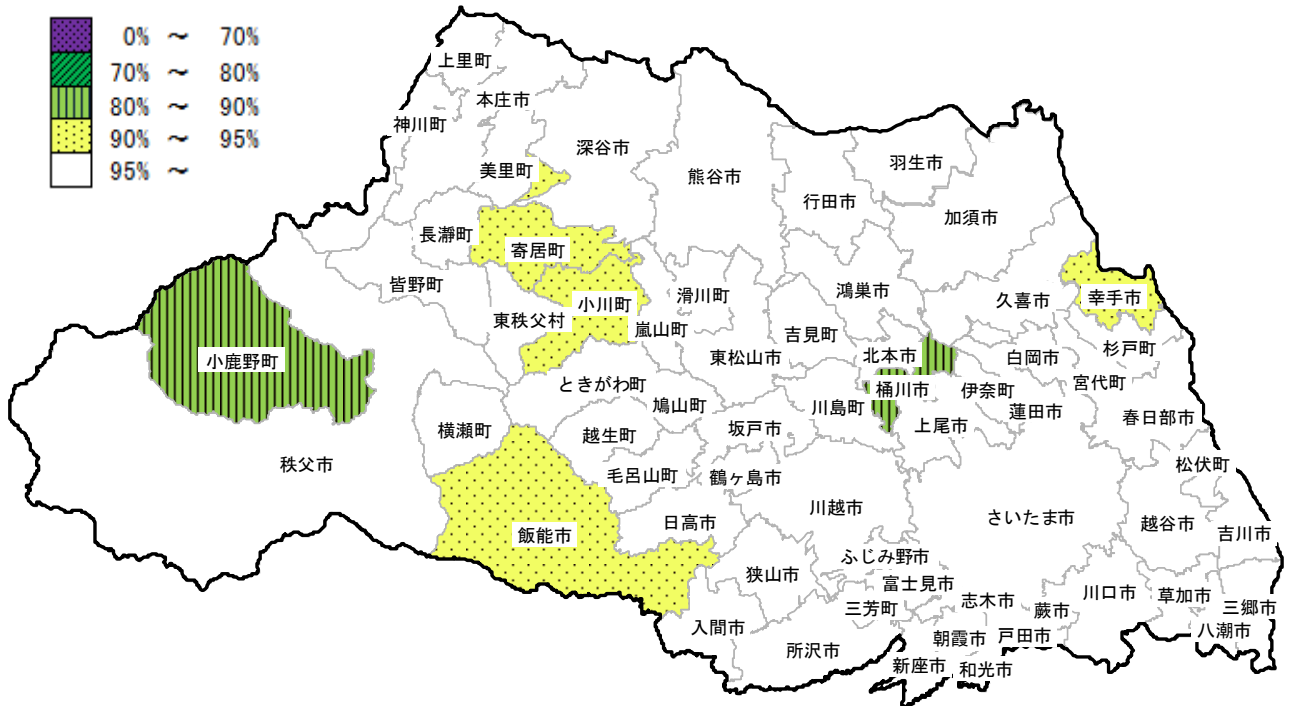 0% ～ 70%
70% ～ 80%
80% ～ 90%
90% ～ 95%
95% ～
上里町
本庄市
神川町
深谷市
美里町
熊谷市
羽生市
行田市
加須市
長瀞町
寄居町
皆野町
小川町
滑川町
鴻巣市
久喜市
幸手市
東秩父村
嵐山町
吉見町
東松山市
北本市
白岡市
杉戸町
小鹿野町
ときがわ町
桶川市
伊奈町
宮代町
鳩山町
川島町
蓮田市
春日部市
横瀬町
越生町
坂戸市
上尾市
秩父市
毛呂山町
鶴ヶ島市
松伏町
川越市
さいたま市
日高市
越谷市
飯能市
吉川市
ふじみ野市
狭山市
富士見市
志木市
川口市
草加市
三芳町
蕨市
三郷市
入間市
朝霞市
戸田市
八潮市
所沢市
新座市
和光市